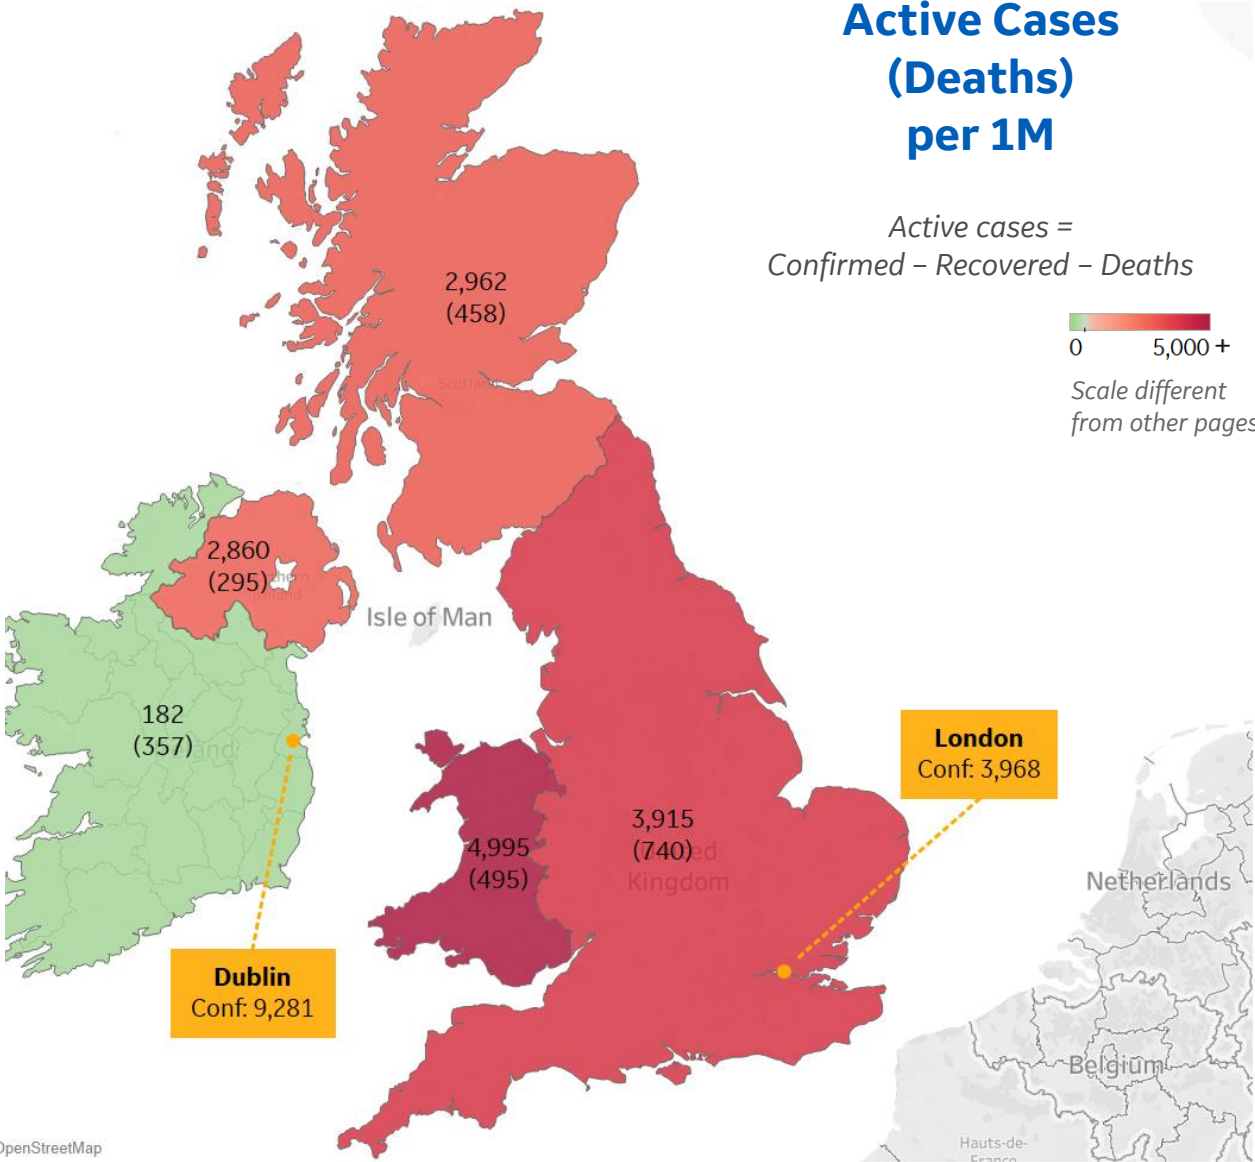 Active Cases
(Deaths)
per 1M
Active cases =
Confirmed – Recovered – Deaths
0 5,000 +
Scale different
from other pages
2,962
(458)
Scotland
2,860
(295)
Isle of Man
182
(357)
London
Conf: 3,968
3,915
(740)
Kingdom
4,995
(495)
Netherlands
Dublin
Conf: 9,281
Belgium
OpenStreetMap
Hauts-de-
France